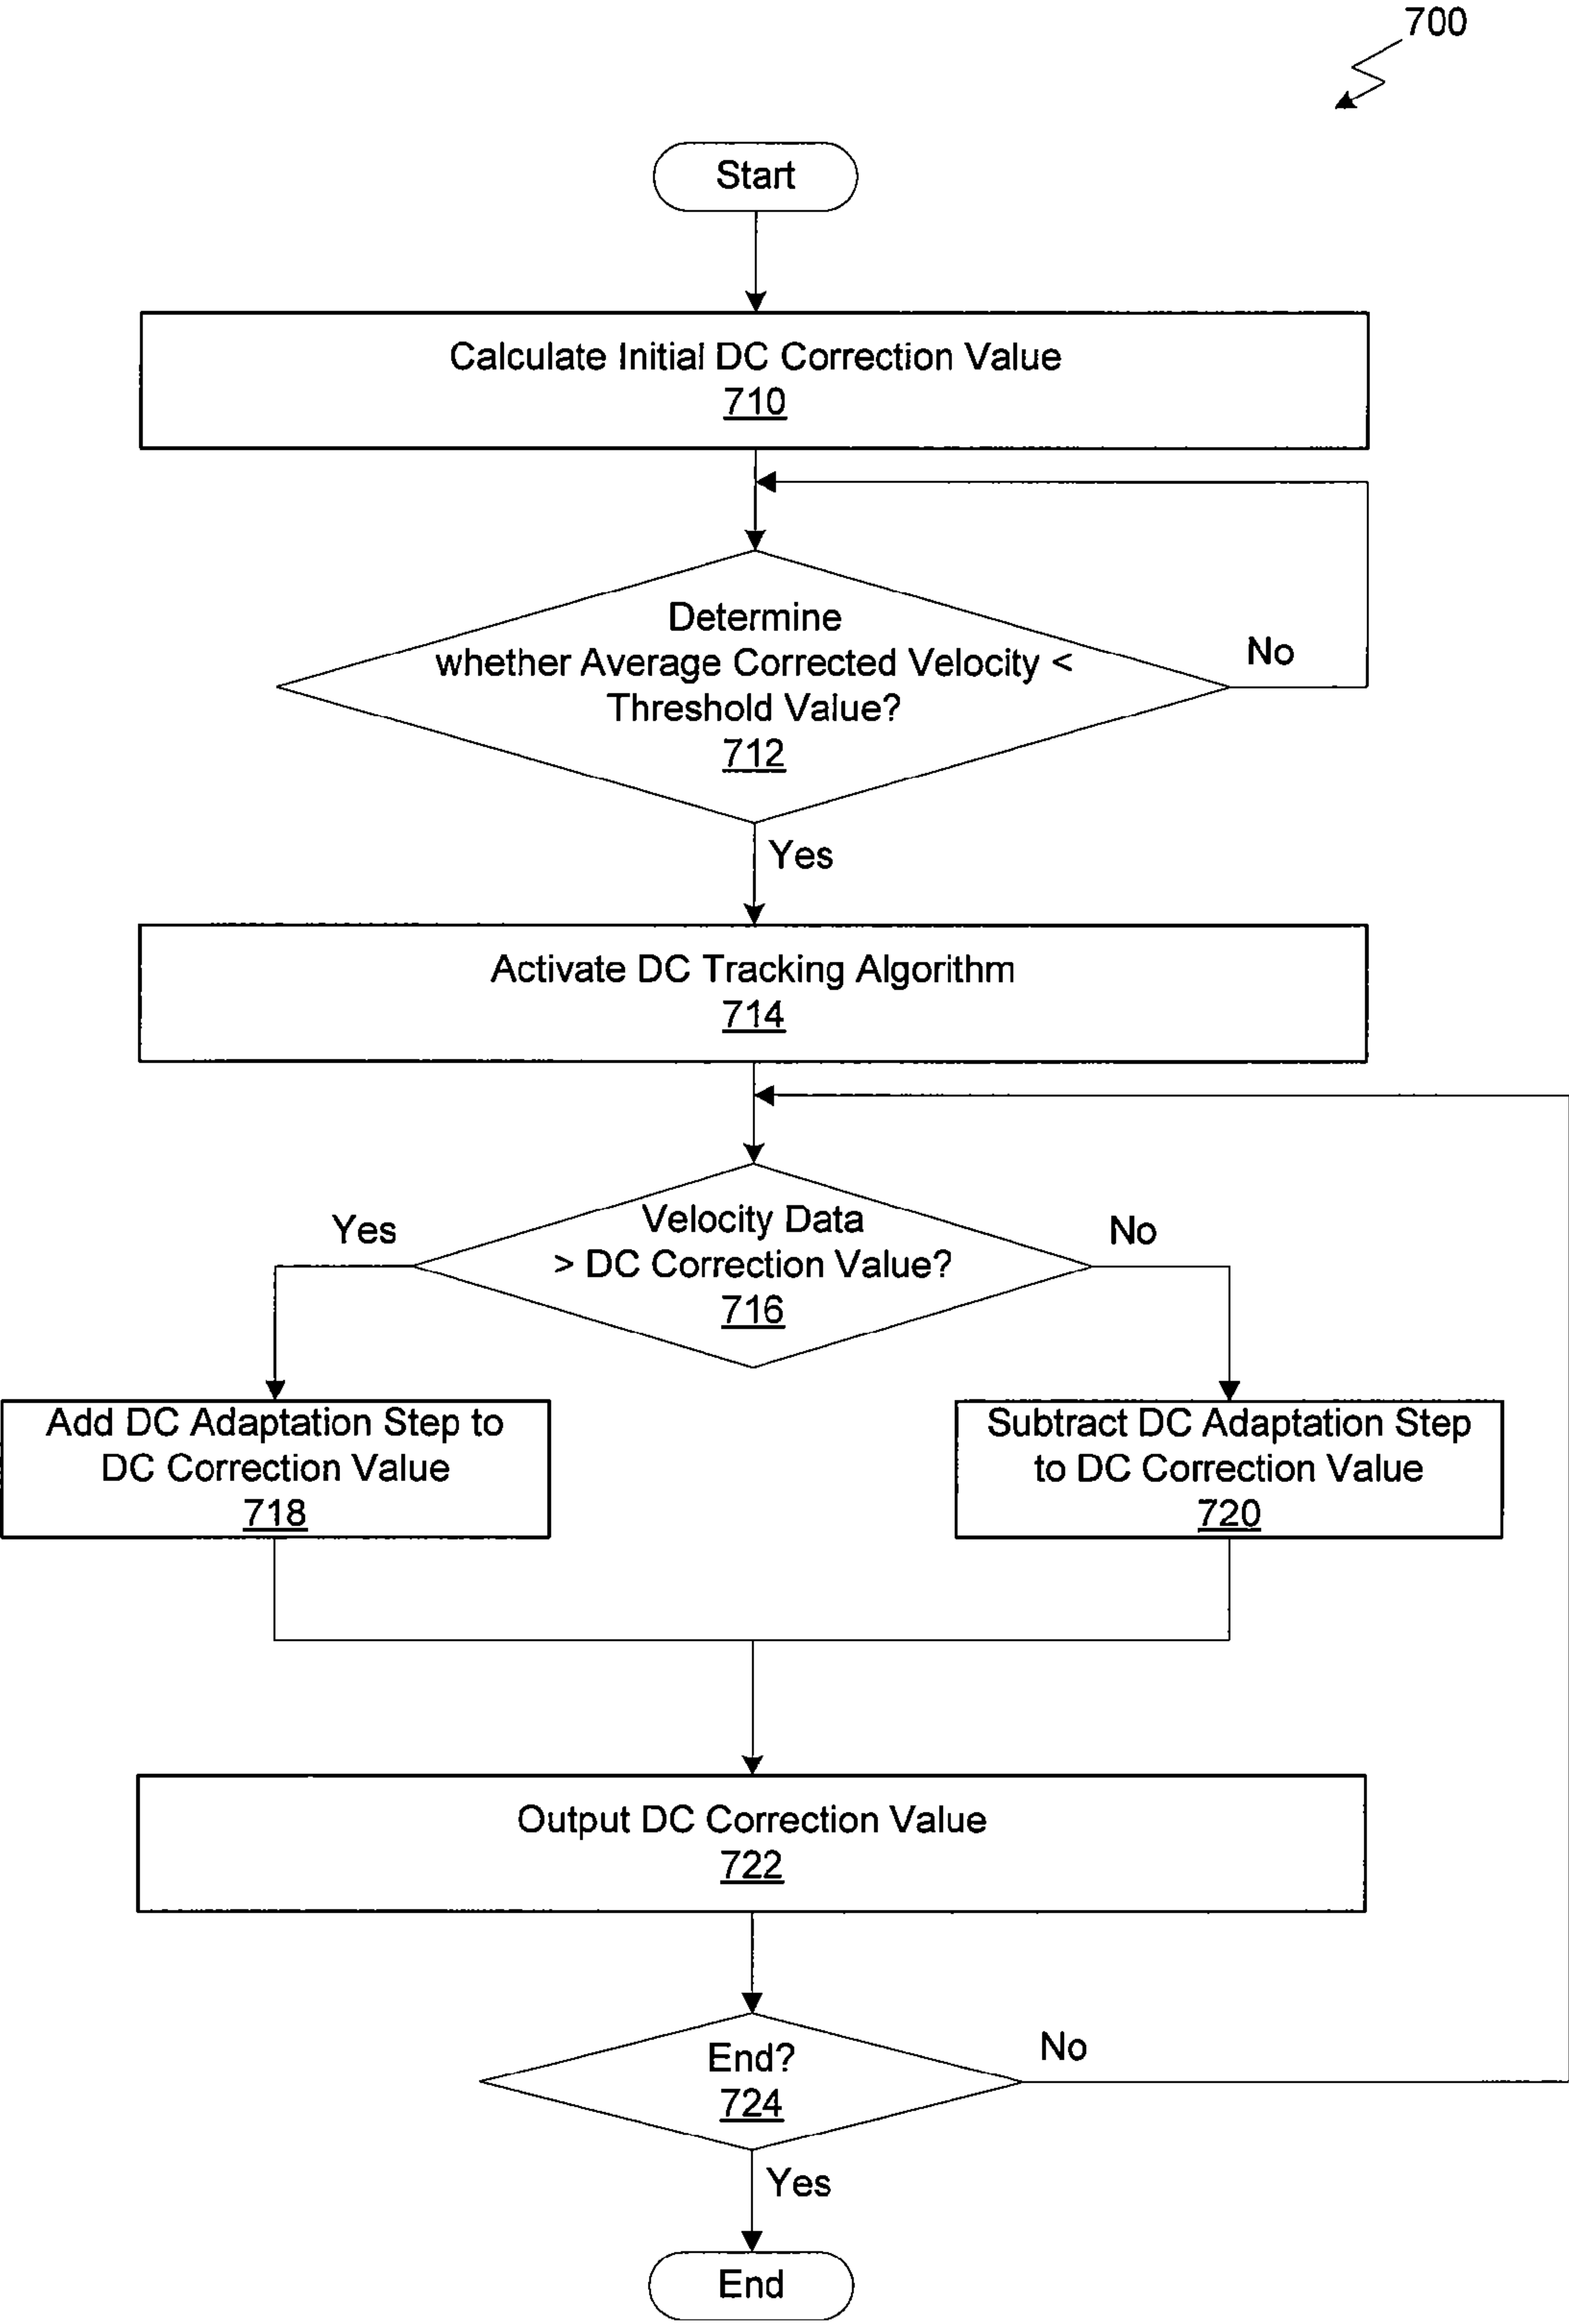 700
Start
Calculate Initial DC Correction Value
710
Determine
whether Average Corrected Velocity <
Threshold Value?
712
No
Yes
Activate DC Tracking Algorithm
714
Velocity Data
> DC Correction Value?
716
Yes
No
Add DC Adaptation Step to
DC Correction Value
718
Subtract DC Adaptation Step
to DC Correction Value
720
Output DC Correction Value
722
End?
724
No
Yes
End